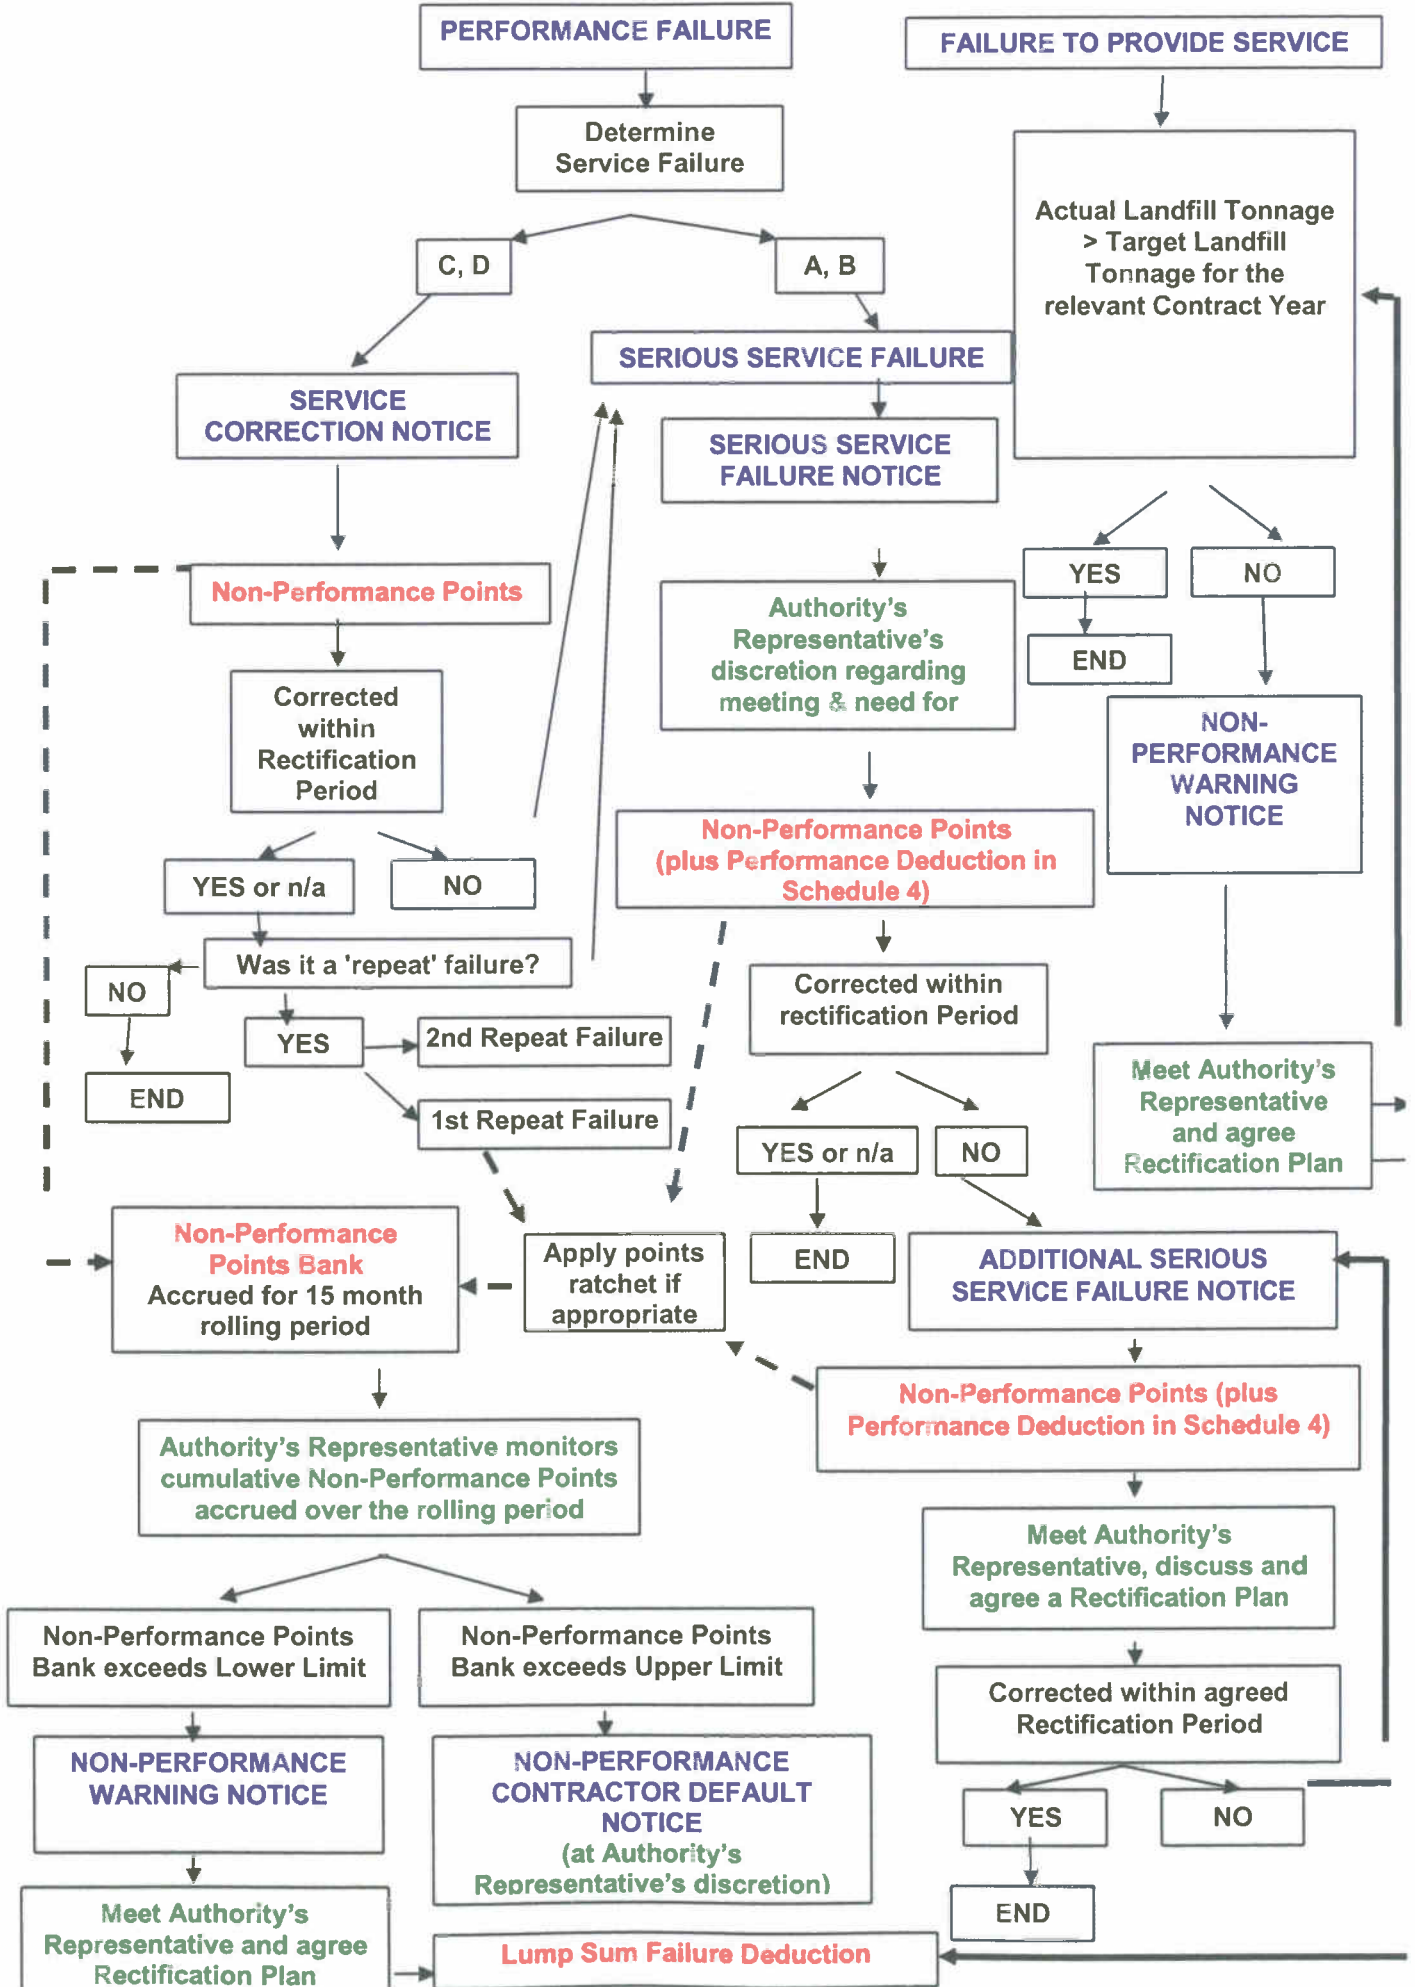 PERFORMANCE FAILURE
FAILURE TO PROVIDE SERVICE
Determine
Service Failure
Actual Landfill Tonnage
> Target Landfill
Tonnage for the
relevant Contract Year
C, D
A, B
SERIOUS SERVICE FAILURE
SERVICE
CORRECTION NOTICE
SERIOUS SERVICE
FAILURE NOTICE
YES
NO
Non-Performance Points
Authority's
Representative's
discretion regarding
meeting & need for
END
Corrected
within
Rectification
Period
NON-
PERFORMANCE
WARNING
NOTICE
Non-Performance Points
(plus Performance Deduction in
Schedule 4)
YES or n/a
NO
Was it a 'repeat' failure?
NO
Corrected within
rectification Period
YES
2nd Repeat Failure
END
1st Repeat Failure
Meet Authority's
Representative
and agree
Rectification Plan
YES or n/a
NO
Non-Performance
Points Bank
Accrued for 15 month
rolling period
Apply points
ratchet if
appropriate
END
ADDITIONAL SERIOUS
SERVICE FAILURE NOTICE
Non-Performance Points (plus
Performance Deduction in Schedule 4)
Authority's Representative monitors
cumulative Non-Performance Points
accrued over the rolling period
Meet Authority's
Representative, discuss and
agree a Rectification Plan
Non-Performance Points
Bank exceeds Lower Limit
Non-Performance Points
Bank exceeds Upper Limit
Corrected within agreed
Rectification Period
NON-PERFORMANCE
WARNING NOTICE
NON-PERFORMANCE
CONTRACTOR DEFAULT
NOTICE
(at Authority's
Representative's discretion)
YES
NO
END
Meet Authority's
Representative and agree
Rectification Plan
Lump Sum Failure Deduction